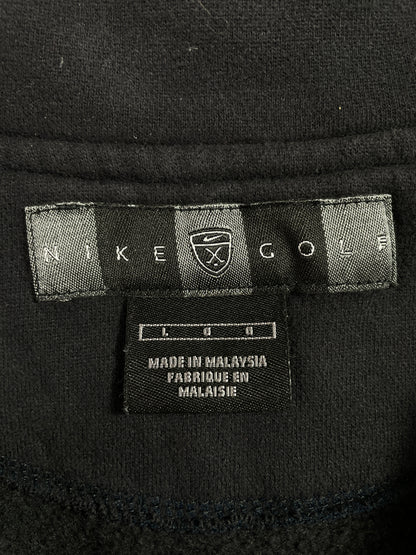 NIKE GOLF
L G G
MADE IN MALAYSIA
FABRIQUE EN
MALAISIE